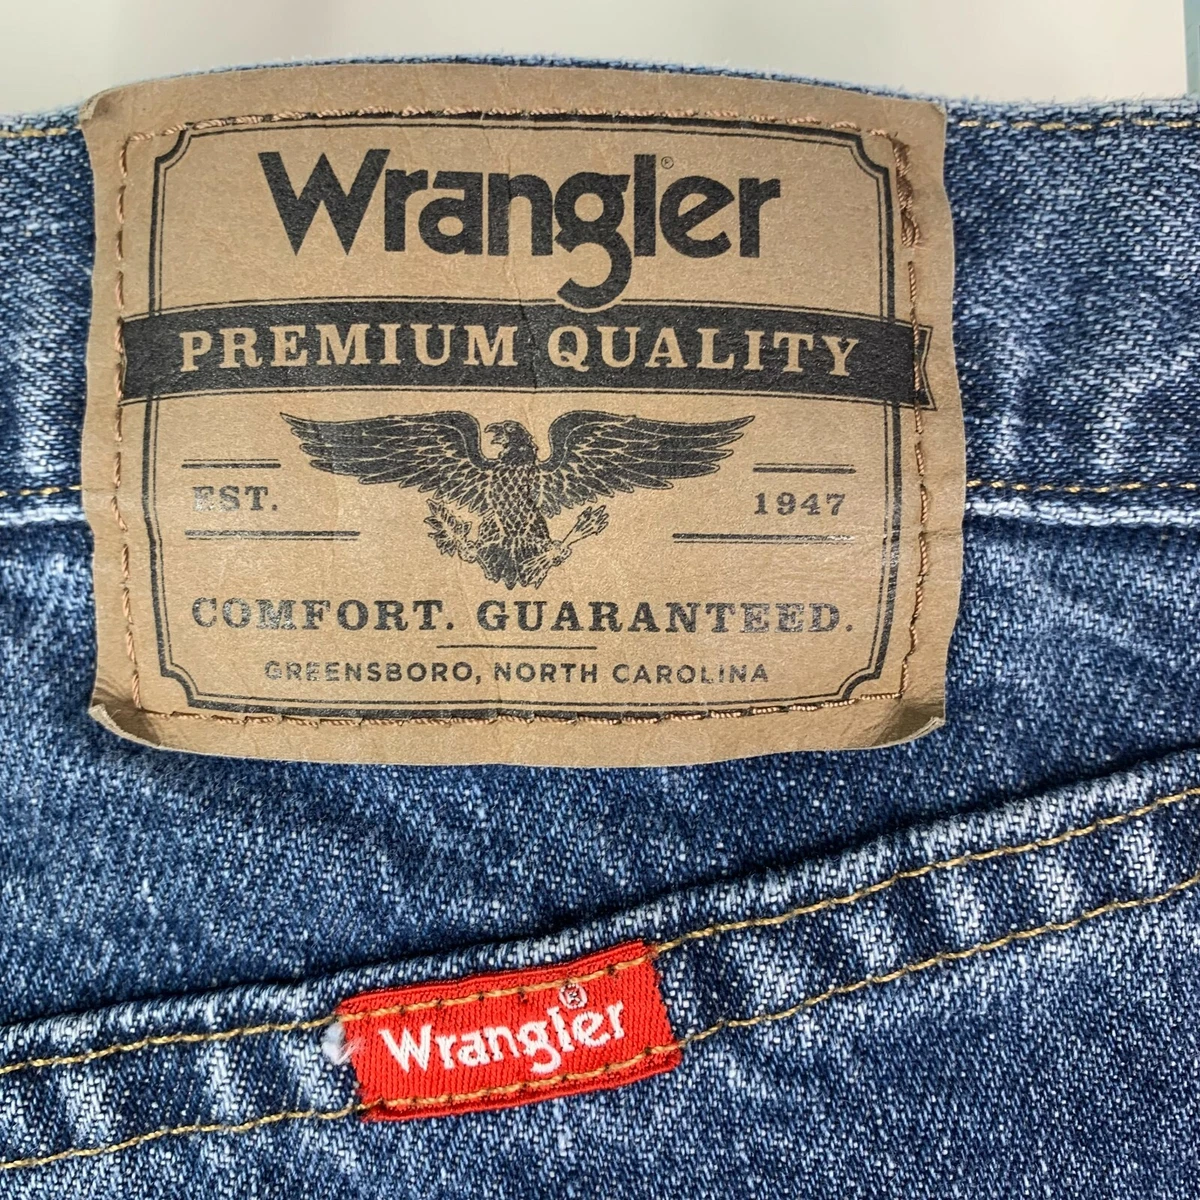 Wrangler®
PREMIUM QUALITY
EST. 1947
COMFORT. GUARANTEED.
GREENSBORO, NORTH CAROLINA
Wrangler®